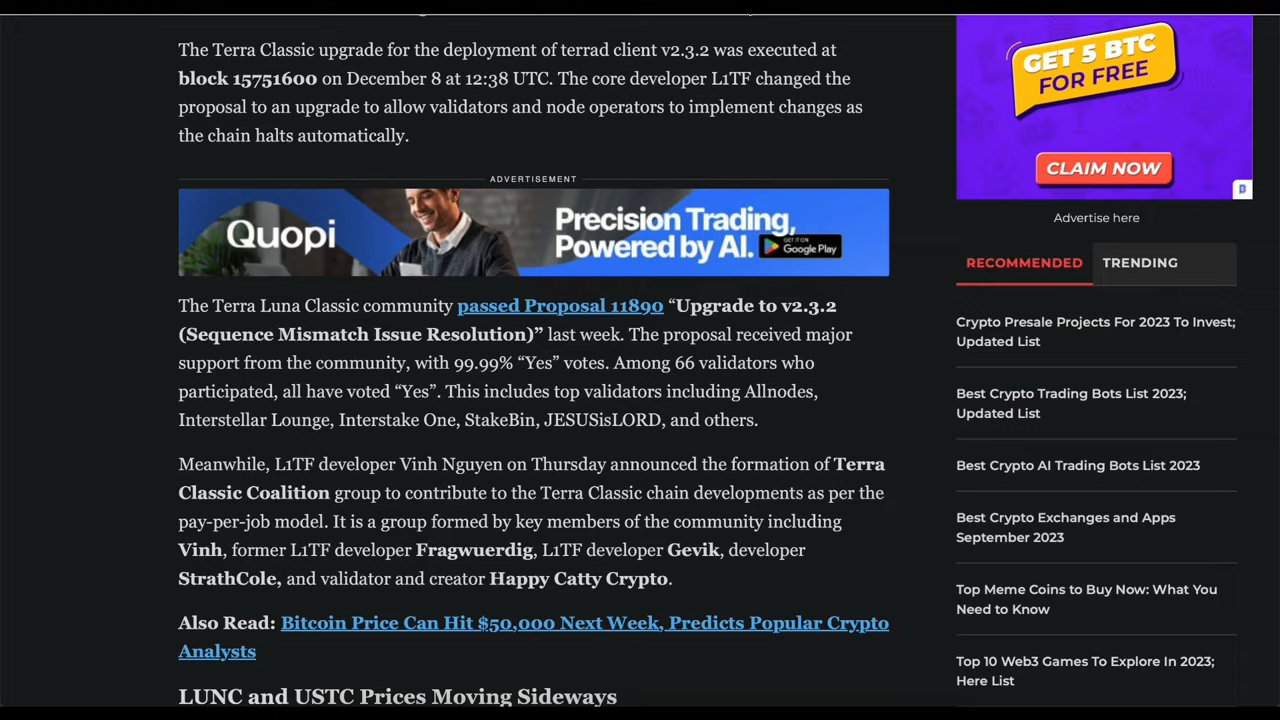 The Terra Classic upgrade for the deployment of terrad client v2.3.2 was executed at
block 15751600 on December 8 at 12:38 UTC. The core developer L1TF changed the
proposal to an upgrade to allow validators and node operators to implement changes as
the chain halts automatically.
ADVERTISEMENT
Quopi
Precision Trading,
Powered by AI.
GET IT ON
Google Play
The Terra Luna Classic community passed Proposal 11890 “Upgrade to v2.3.2
(Sequence Mismatch Issue Resolution)” last week. The proposal received major
support from the community, with 99.99% “Yes” votes. Among 66 validators who
participated, all have voted “Yes”. This includes top validators including Allnodes,
Interstellar Lounge, Interstake One, StakeBin, JESUSisLORD, and others.
Meanwhile, L1TF developer Vinh Nguyen on Thursday announced the formation of Terra
Classic Coalition group to contribute to the Terra Classic chain developments as per the
pay-per-job model. It is a group formed by key members of the community including
Vinh, former L1TF developer Fragwuerdig, L1TF developer Gevik, developer
StrathCole, and validator and creator Happy Catty Crypto.
Also Read: Bitcoin Price Can Hit $50,000 Next Week, Predicts Popular Crypto
Analysts
LUNC and USTC Prices Moving Sideways
GET 5 BTC
FOR FREE
CLAIM NOW
Advertise here
RECOMMENDED
TRENDING
Crypto Presale Projects For 2023 To Invest;
Updated List
Best Crypto Trading Bots List 2023;
Updated List
Best Crypto AI Trading Bots List 2023
Best Crypto Exchanges and Apps
September 2023
Top Meme Coins to Buy Now: What You
Need to Know
Top 10 Web3 Games To Explore In 2023;
Here List